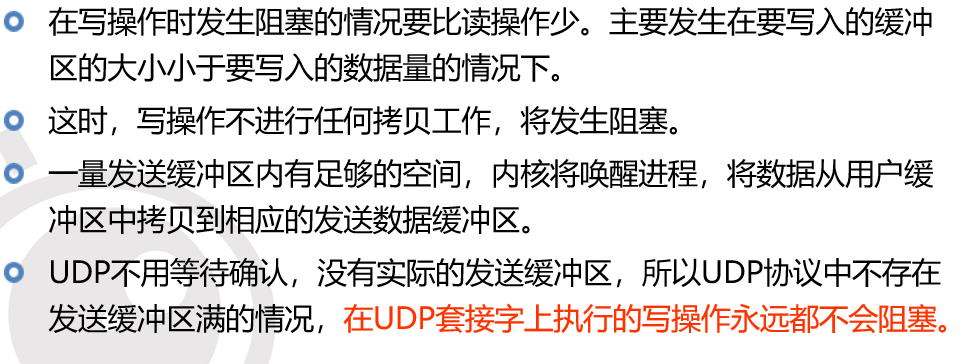 在写操作时发生阻塞的情况要比读操作少。主要发生在要写入的缓冲
区的大小小于要写入的数据量的情况下。
这时，写操作不进行任何拷贝工作，将发生阻塞。
一量发送缓冲区内有足够的空间，内核将唤醒进程，将数据从用户缓
冲区中拷贝到相应的发送数据缓冲区。
UDP不用等待确认，没有实际的发送缓冲区，所以UDP协议中不存在
发送缓冲区满的情况，在UDP套接字上执行的写操作永远都不会阻塞。